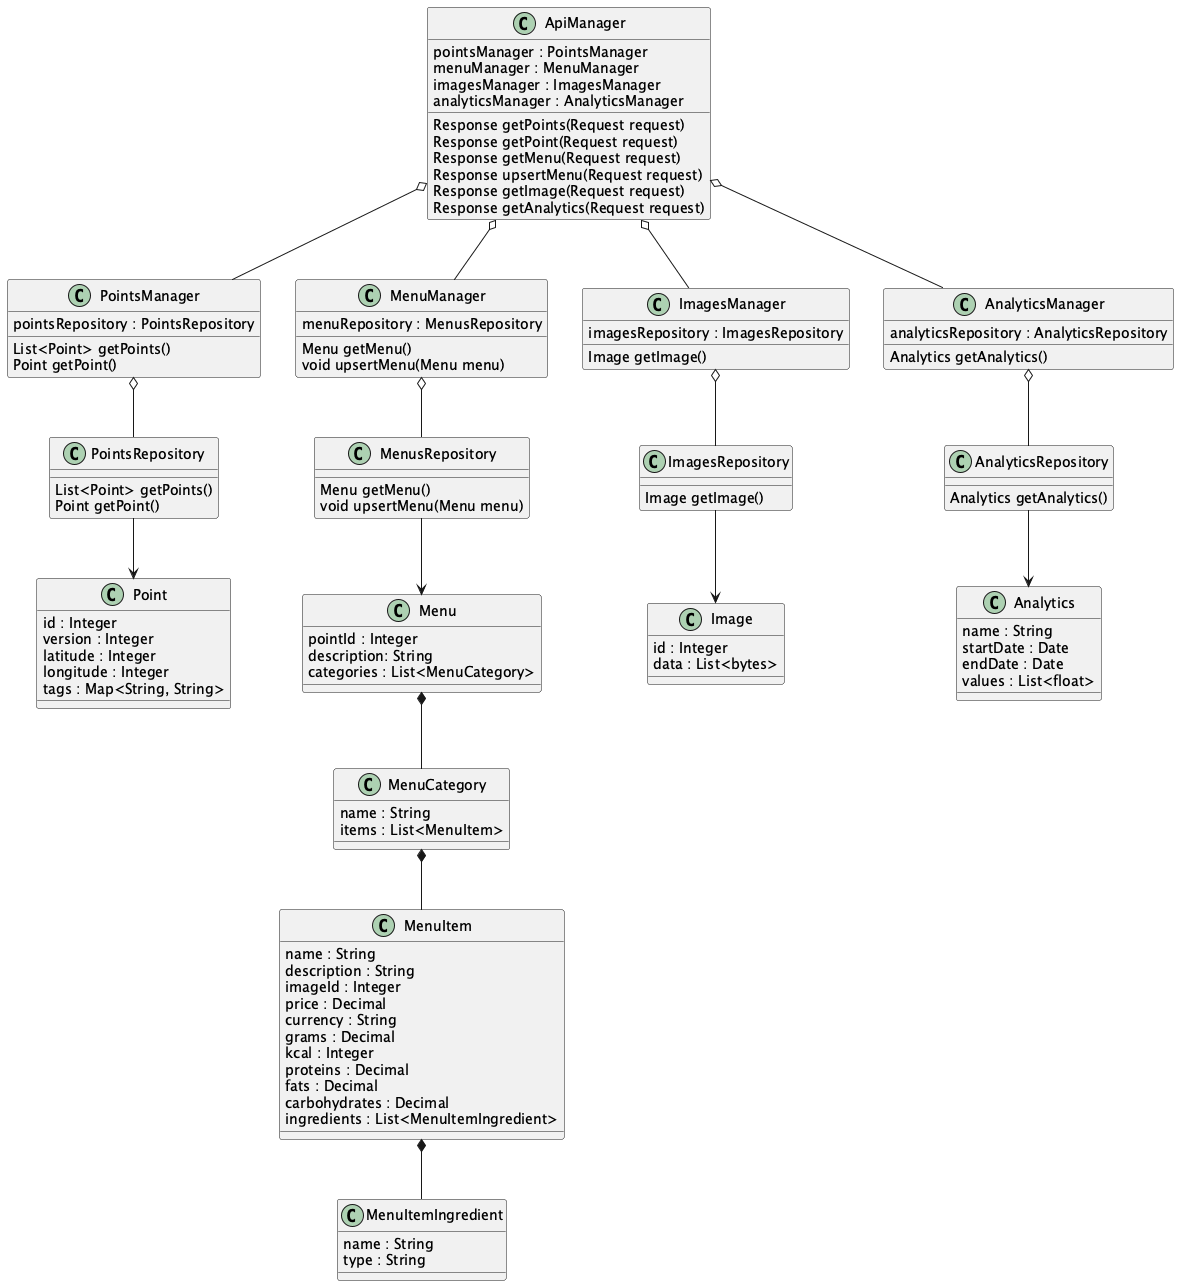 C ApiManager
pointsManager : PointsManager
menuManager : MenuManager
imagesManager : ImagesManager
analyticsManager : AnalyticsManager
Response getPoints(Request request)
Response getPoint(Request request)
Response getMenu(Request request)
Response upsertMenu(Request request)
Response getImage(Request request)
Response getAnalytics(Request request)
C PointsManager
pointsRepository : PointsRepository
List<Point> getPoints()
Point getPoint()
C MenuManager
menuRepository : MenusRepository
Menu getMenu()
void upsertMenu(Menu menu)
C ImagesManager
imagesRepository : ImagesRepository
Image getImage()
C AnalyticsManager
analyticsRepository : AnalyticsRepository
Analytics getAnalytics()
C PointsRepository
List<Point> getPoints()
Point getPoint()
C MenusRepository
Menu getMenu()
void upsertMenu(Menu menu)
C ImagesRepository
Image getImage()
C AnalyticsRepository
Analytics getAnalytics()
C Point
id : Integer
version : Integer
latitude : Integer
longitude : Integer
tags : Map<String, String>
C Menu
pointId : Integer
description: String
categories : List<MenuCategory>
C Image
id : Integer
data : List<bytes>
C Analytics
name : String
startDate : Date
endDate : Date
values : List<float>
C MenuCategory
name : String
items : List<MenuItem>
C MenuItem
name : String
description : String
imageId : Integer
price : Decimal
currency : String
grams : Decimal
kcal : Integer
proteins : Decimal
fats : Decimal
carbohydrates : Decimal
ingredients : List<MenuItemIngredient>
C MenuItemIngredient
name : String
type : String